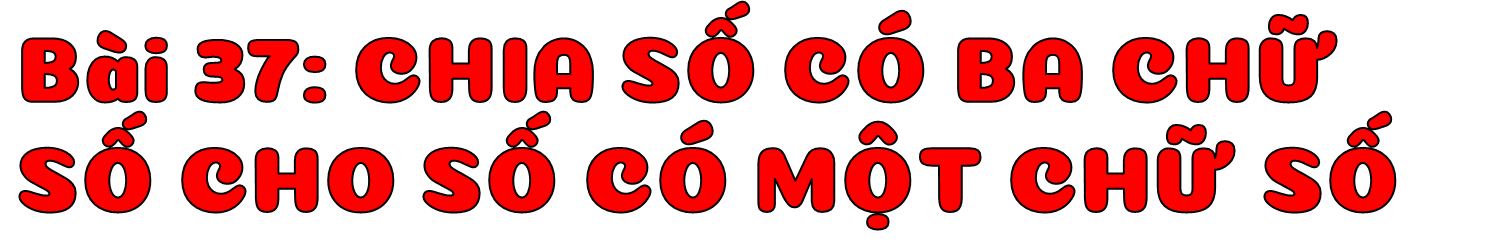 Bài 37: CHIA SỐ CÓ BA CHỮ
SỐ CHO SỐ CÓ MỘT CHỮ SỐ